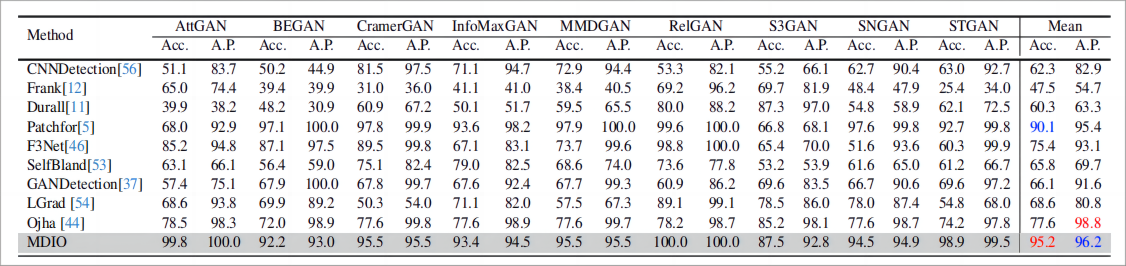 Method AttGAN BEGAN CramerGAN InfoMaxGAN MMDGAN RelGAN S3GAN SNGAN STGAN Mean
Acc. A.P. Acc. A.P. Acc. A.P. Acc. A.P. Acc. A.P. Acc. A.P. Acc. A.P. Acc. A.P. Acc. A.P. Acc. A.P.
CNNDetection[56] 51.1 83.7 50.2 44.9 81.5 97.5 71.1 94.7 72.9 94.4 53.3 82.1 55.2 66.1 62.7 90.4 63.0 92.7 62.3 82.9
Frank[12] 65.0 74.4 39.4 39.9 31.0 36.0 41.1 41.0 38.4 40.5 69.2 96.2 69.7 81.9 48.4 47.9 25.4 34.0 47.5 54.7
Durall[11] 39.9 38.2 48.2 30.9 60.9 67.2 50.1 51.7 59.5 65.5 80.0 88.2 87.3 97.0 54.8 58.9 62.1 72.5 60.3 63.3
Patchfor[5] 68.0 92.9 97.1 100.0 97.8 99.9 93.6 98.2 97.9 100.0 99.6 100.0 66.8 68.1 97.6 99.8 92.7 99.8 90.1 95.4
F3Net[46] 85.2 94.8 87.1 97.5 89.5 99.8 67.1 83.1 73.7 99.6 98.8 100.0 65.4 70.0 51.6 93.6 60.3 99.9 75.4 93.1
SelfBland[53] 63.1 66.1 56.4 59.0 75.1 82.4 79.0 82.5 68.6 74.0 73.6 77.8 53.2 53.9 61.6 65.0 61.2 66.7 65.8 69.7
GANDetection[37] 57.4 75.1 67.9 100.0 67.8 99.7 67.6 92.4 67.7 99.3 60.9 86.2 69.6 83.5 66.7 90.6 69.6 97.2 66.1 91.6
LGrad [54] 68.6 93.8 69.9 89.2 50.3 54.0 71.1 82.0 57.5 67.3 89.1 99.1 78.5 86.0 78.0 87.4 54.8 68.0 68.6 80.8
Ojha [44] 78.5 98.3 72.0 98.9 77.6 99.8 77.6 98.9 77.6 99.7 78.2 98.7 85.2 98.1 77.6 98.7 74.2 97.8 77.6 98.8
MDIO 99.8 100.0 92.2 93.0 95.5 95.5 93.4 94.5 95.5 95.5 100.0 100.0 87.5 92.8 94.5 94.9 98.9 99.5 95.2 96.2